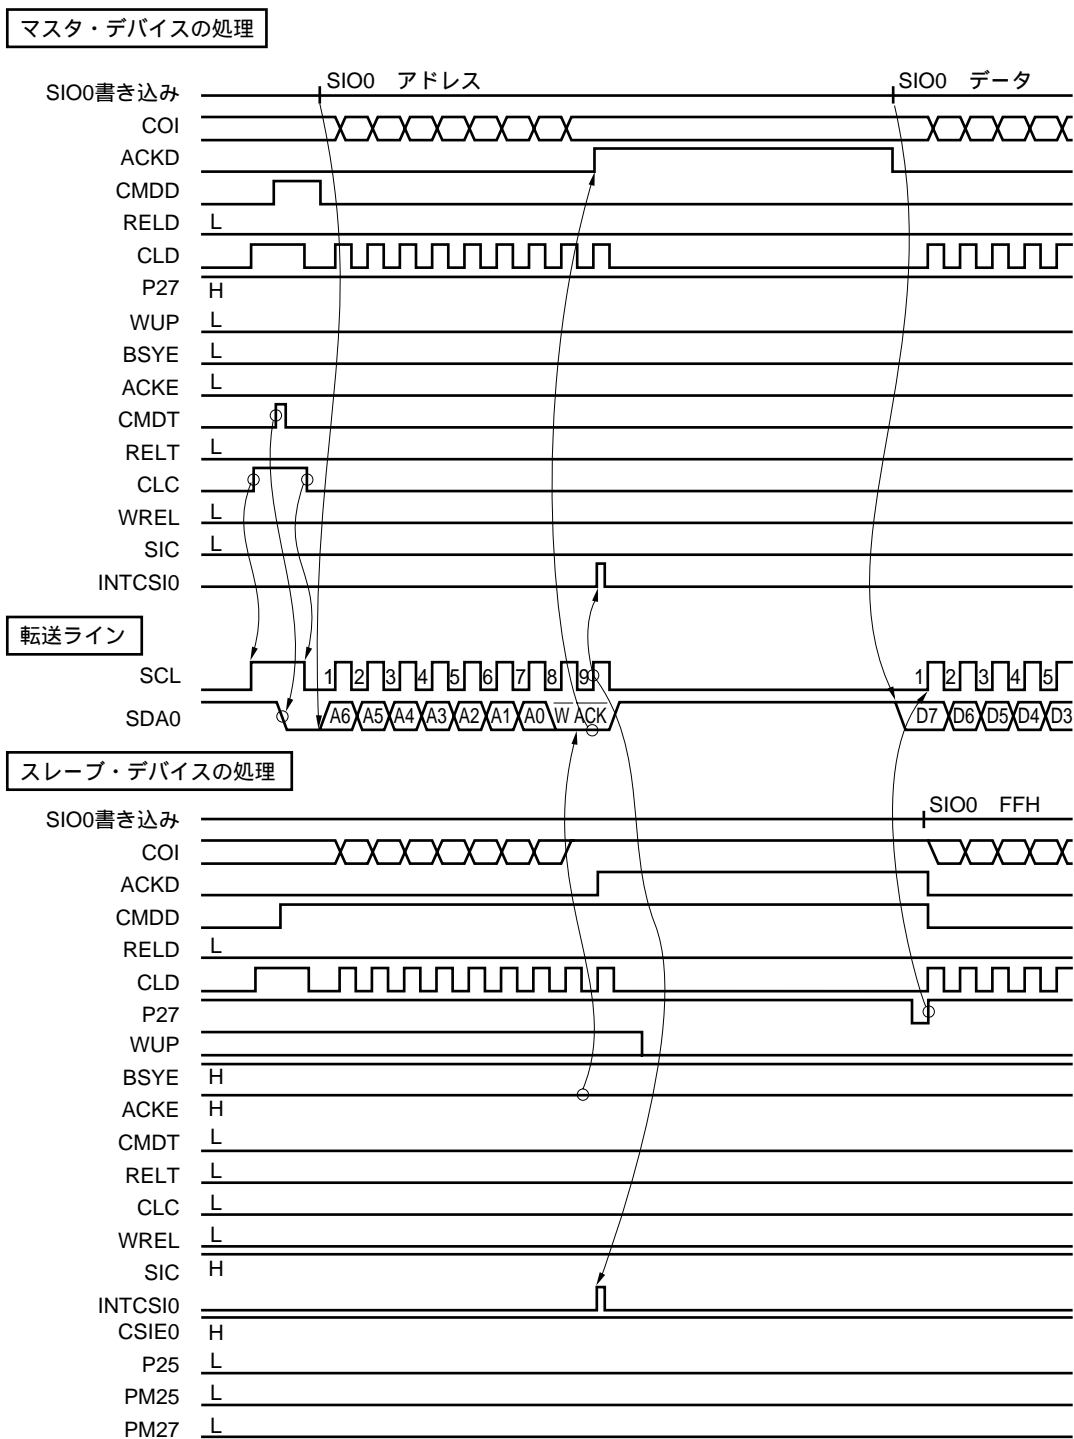 マスタ・デバイスの処理
SIO0書き込み SIO0 アドレス SIO0 データ
COI
ACKD
CMDD
RELD L
CLD
P27 H
WUP L
BSYE L
ACKE L
CMDT
RELT L
CLC
WREL L
SIC L
INTCSI0
転送ライン
SCL 1 2 3 4 5 6 7 8 9 1 2 3 4 5
SDA0 A6 A5 A4 A3 A2 A1 A0 W ACK D7 D6 D5 D4 D3
スレーブ・デバイスの処理
SIO0書き込み SIO0 FFH
COI
ACKD
CMDD
RELD L
CLD
P27
WUP
BSYE H
ACKE H
CMDT L
RELT L
CLC L
WREL L
SIC H
INTCSI0
CSIE0 H
P25 L
PM25 L
PM27 L